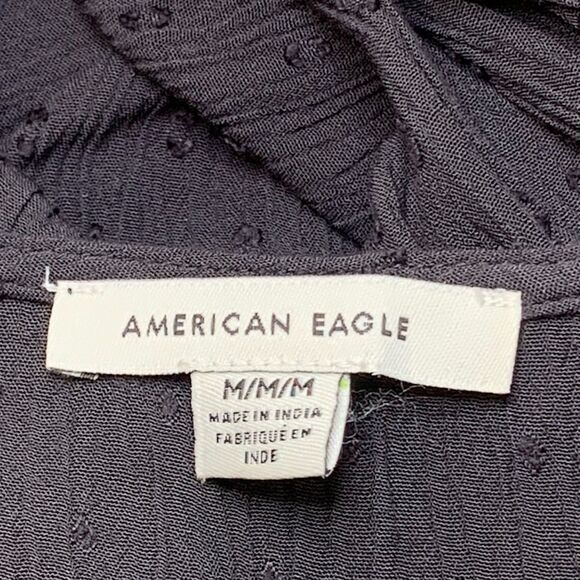 AMERICAN EAGLE
M/M/M
MADE IN INDIA
FABRIQUÉ EN
INDE